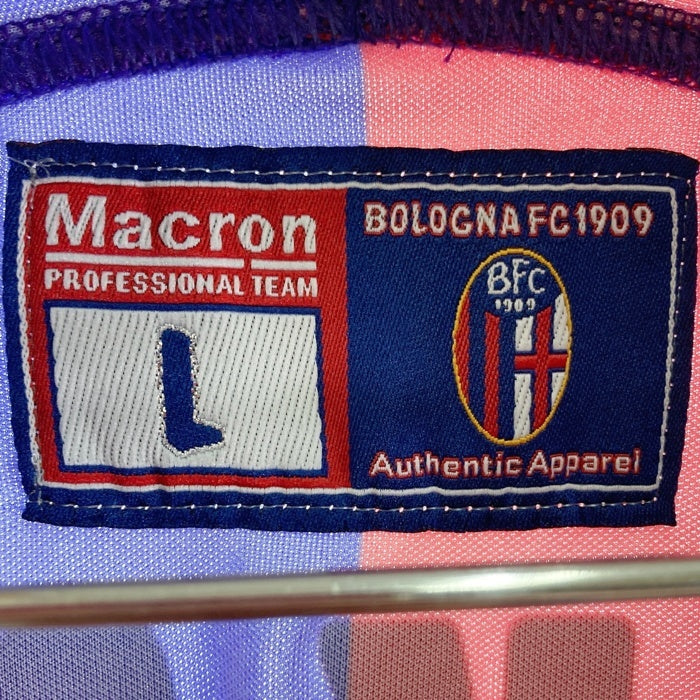 Macron
PROFESSIONAL TEAM
L
BOLOGNA FC 1909
BFC
1909
Authentic Apparel